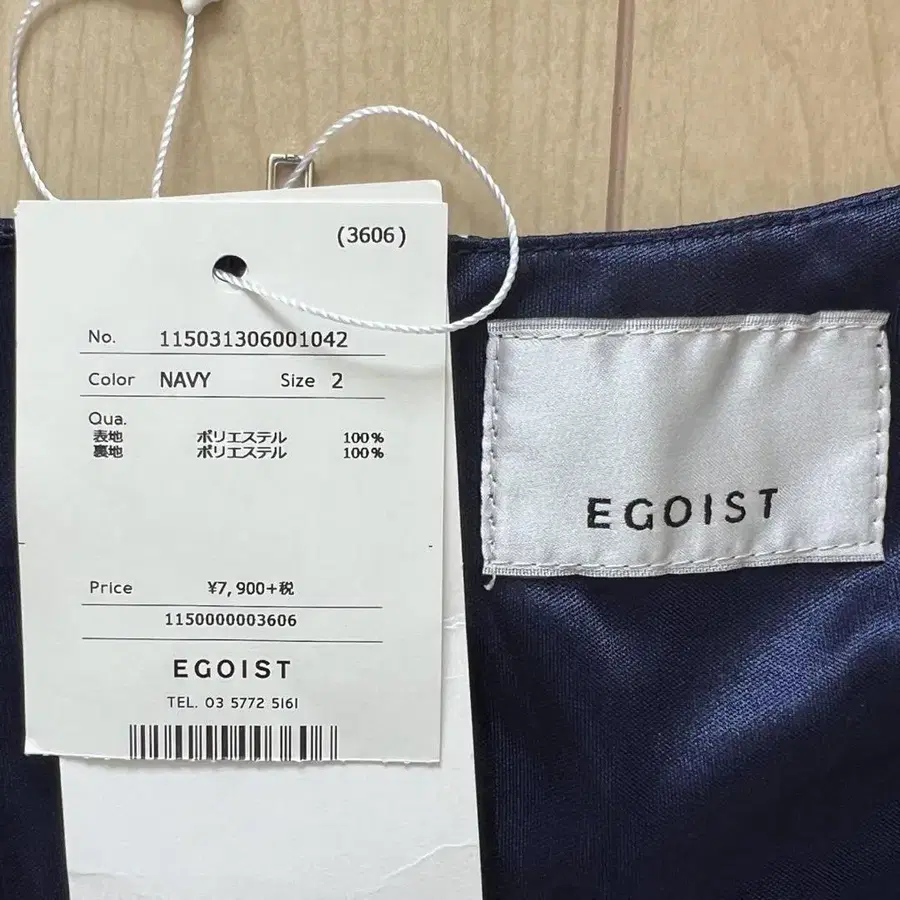 (3606)
No. 115031306001042
Color NAVY Size 2
Qua.
表地 ポリエステル 100%
裏地 ポリエステル 100%
Price ¥7,900+税
1150000003606
EGOIST
TEL. 03 5772 5161
EGOIST